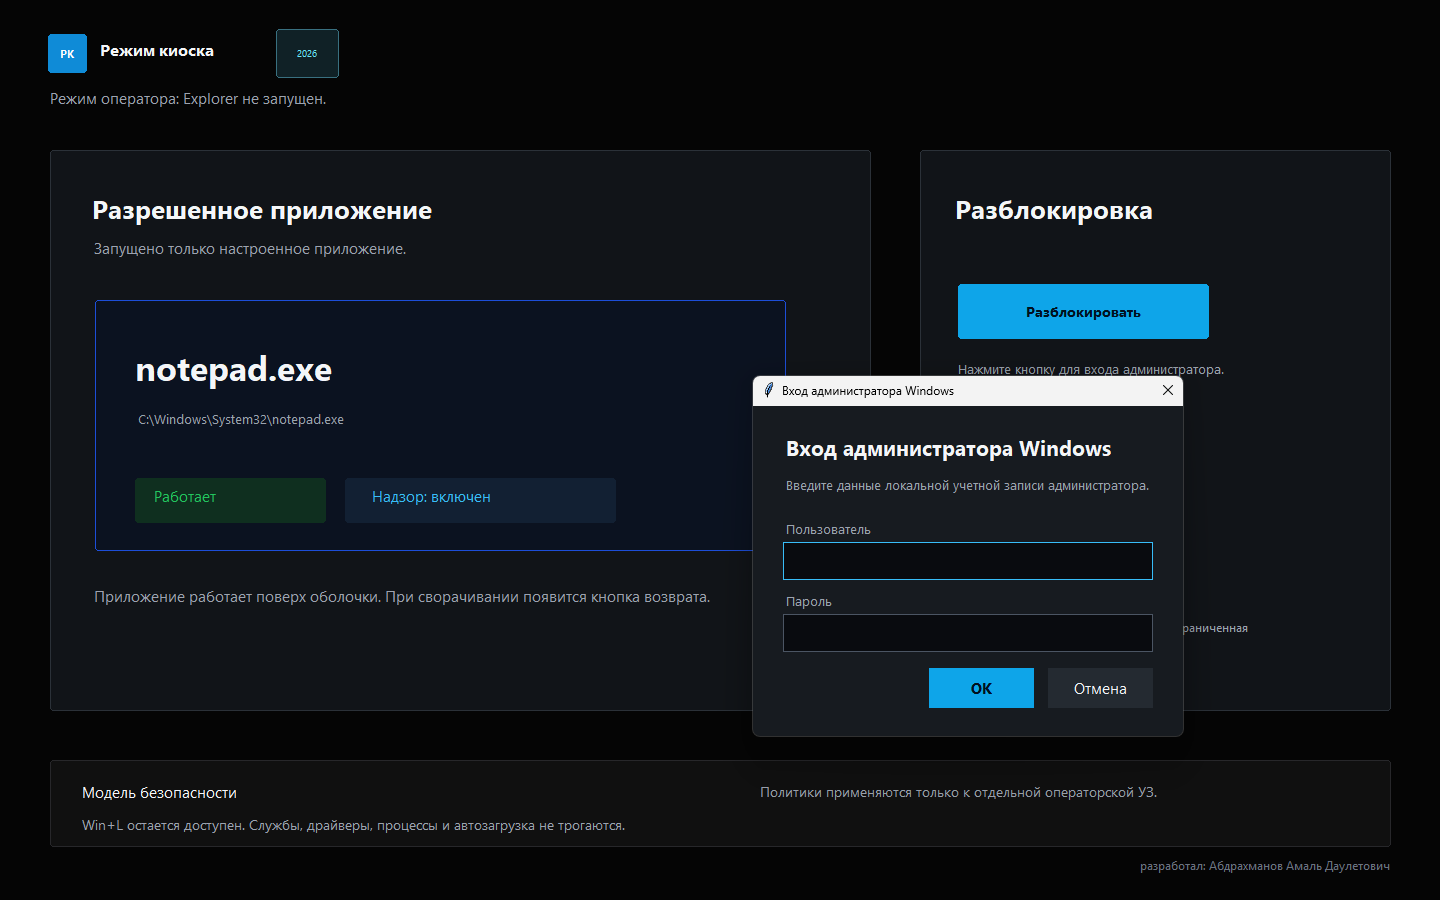 РК
Режим киоска
2026
Режим оператора: Explorer не запущен.
Разрешенное приложение
Запущено только настроенное приложение.
notepad.exe
C:\Windows\System32\notepad.exe
Работает
Надзор: включен
Приложение работает поверх оболочки. При сворачивании появится кнопка возврата.
Разблокировка
Разблокировать
Нажмите кнопку для входа администратора.
Вход администратора Windows
Вход администратора Windows
Введите данные локальной учетной записи администратора.
Пользователь
Пароль
OK
Отмена
раниченная
Модель безопасности
Политики применяются только к отдельной операторской УЗ.
Win+L остается доступен. Службы, драйверы, процессы и автозагрузка не трогаются.
разработал: Абдрахманов Амаль Даулетович